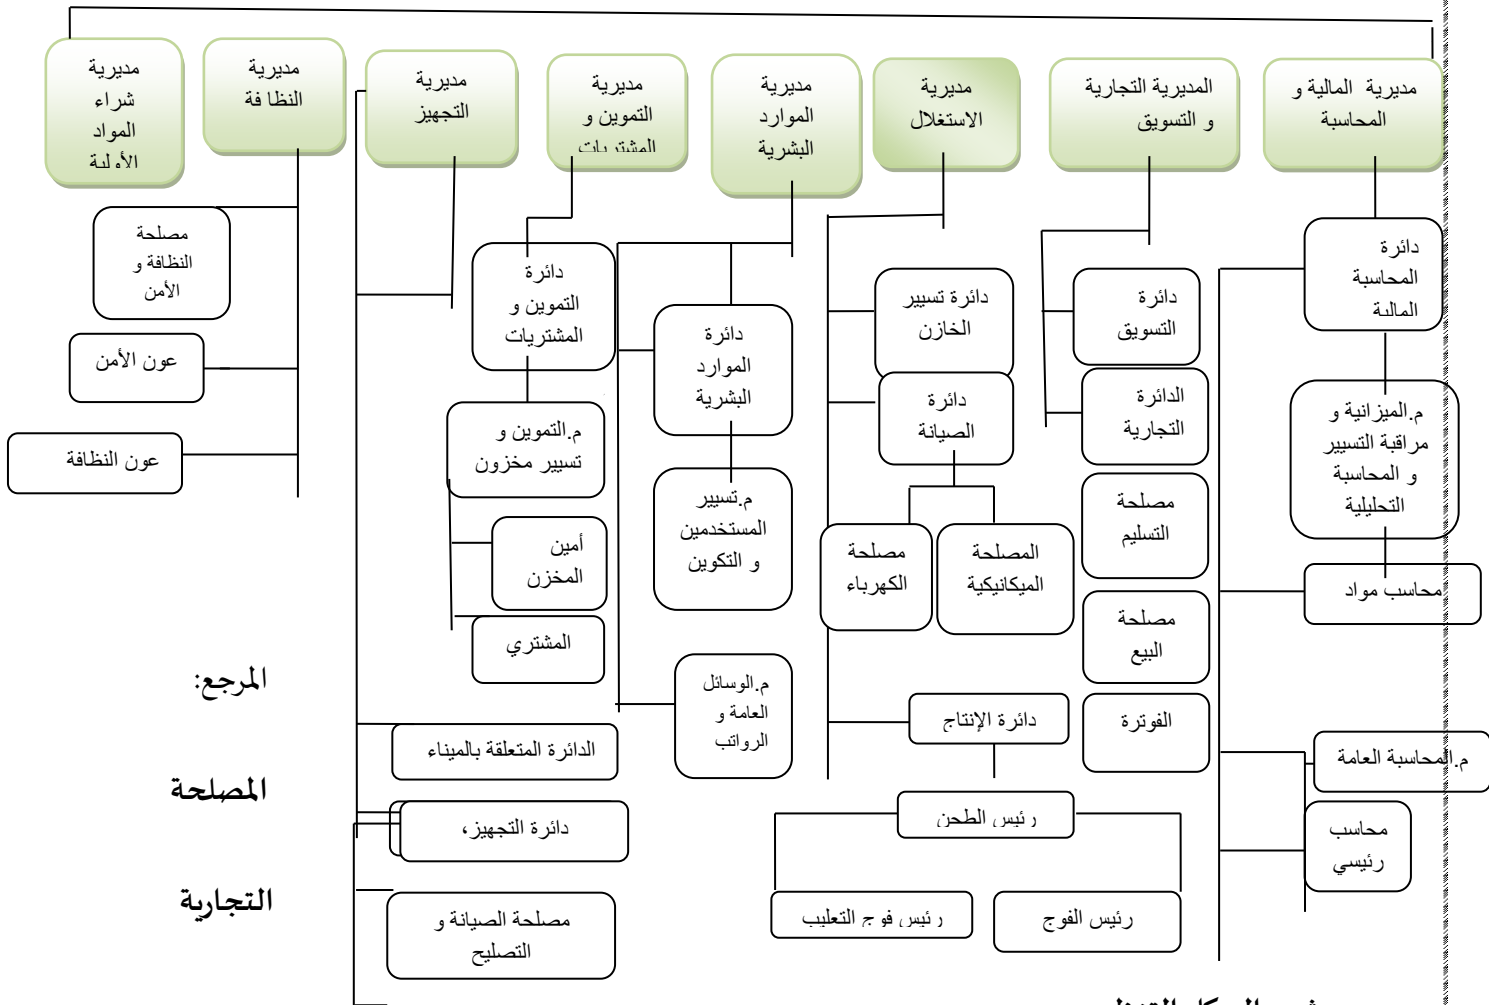 مديرية المالية و
المحاسبة
المديرية التجارية
و التسويق
مديرية
الاستغلال
مديرية
الموارد
البشرية
مديرية
التموين و
المشتريات
مديرية
التجهيز
مديرية
النظا فة
مديرية
شراء
المواد
الأولية
دائرة
المحاسبة
المالية
م.الميزانية و
مراقبة التسيير
و المحاسبة
التحليلية
محاسب مواد
م.المحاسبة العامة
محاسب
رئيسي
دائرة
التسويق
الدائرة
التجارية
مصلحة
التسليم
مصلحة
البيع
الفوترة
دائرة تسيير
الخازن
دائرة
الصيانة
المصلحة
الميكانيكية
مصلحة
الكهرباء
دائرة الإنتاج
رئيس الطحن
رئيس الفوج
رئيس فوج التعليب
دائرة
الموارد
البشرية
م.تسيير
المستخدمين
و التكوين
م.الوسائل
العامة و
الرواتب
دائرة
التموين و
المشتريات
م.التموين و
تسيير مخزون
أمين
المخزن
المشتري
الدائرة المتعلقة بالميناء
دائرة التجهيز،
مصلحة الصيانة و
التصليح
مصلحة
النظافة و
الأمن
عون الأمن
عون النظافة
المرجع:
المصلحة
التجارية